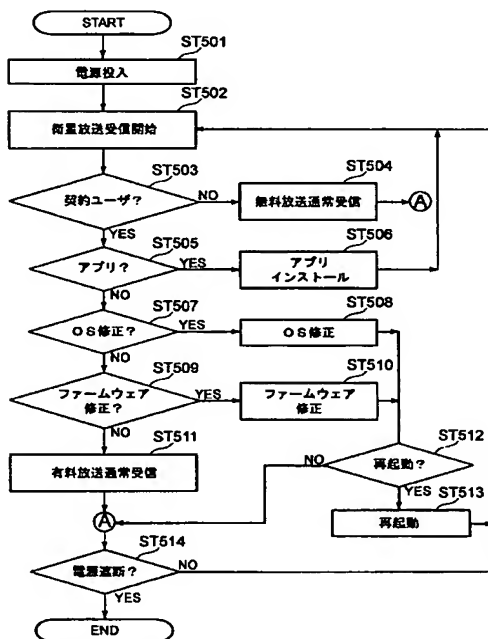 START
ST501
電源投入
ST502
衛星放送受信開始
ST503
契約ユーザ?
NO
ST504
無料放送通常受信
A
YES
ST505
アプリ?
YES
ST506
アプリ
インストール
NO
ST507
OS修正?
YES
ST508
OS修正
NO
ST509
ファームウェア
修正?
YES
ST510
ファームウェア
修正
NO
ST511
有料放送通常受信
ST512
再起動?
NO
YES
ST513
再起動
A
ST514
電源遮断?
NO
YES
END